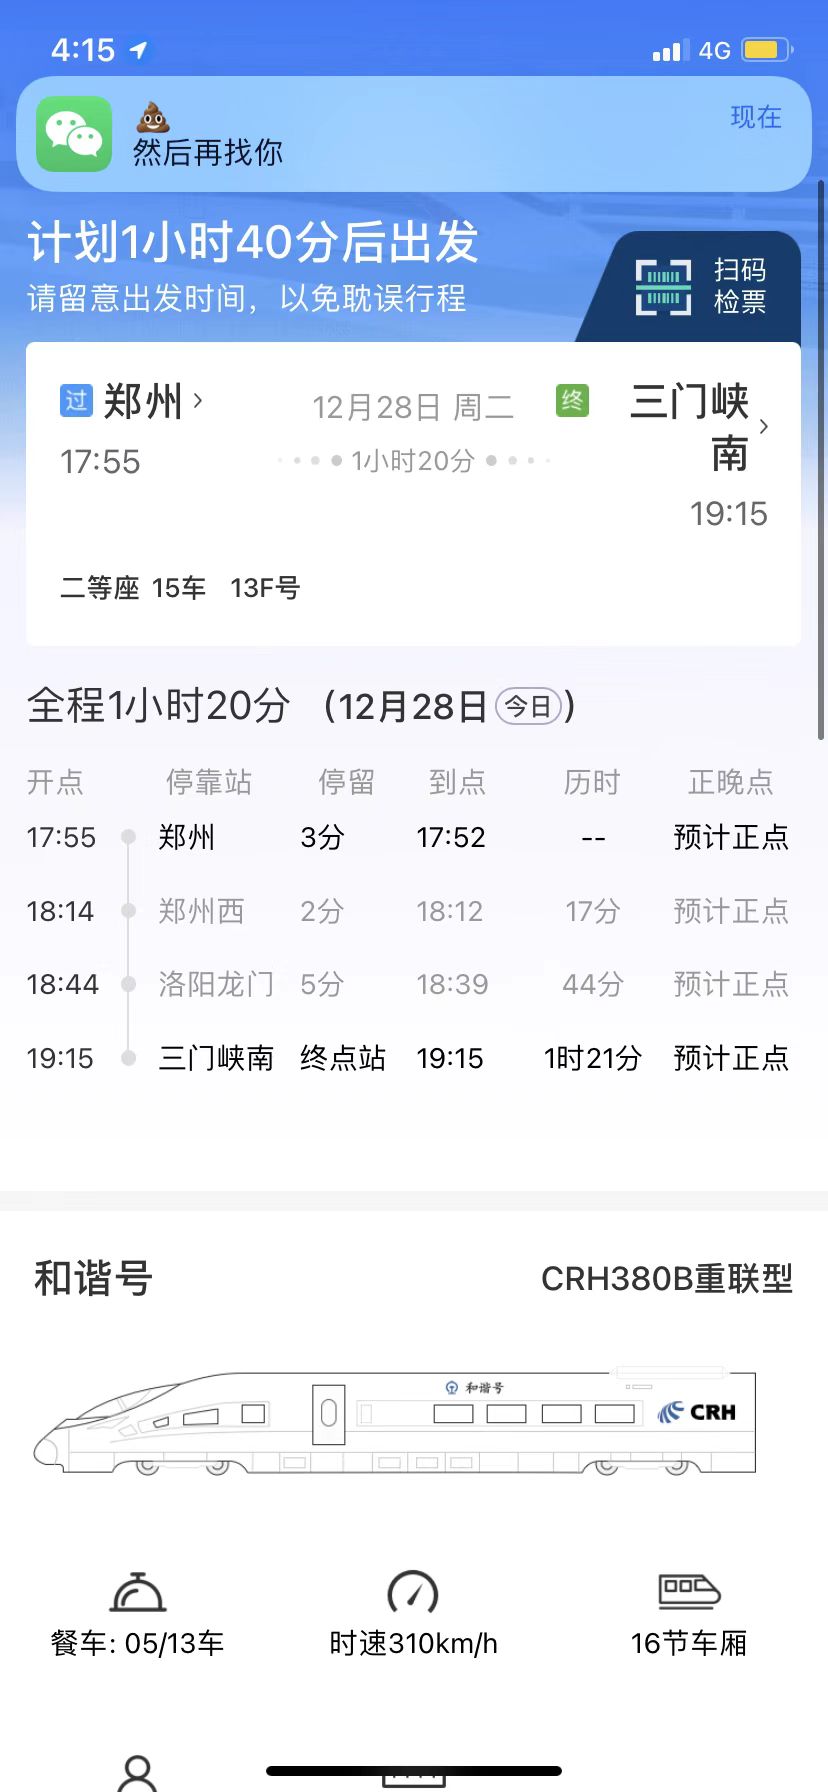 4:15
4G
💩
现在
然后再找你
计划1小时40分后出发
请留意出发时间，以免耽误行程
扫码
检票
过 郑州
12月28日 周二
终 三门峡
南
17:55
1小时20分
19:15
二等座 15车 13F号
全程1小时20分 (12月28日 今日)
开点 停靠站 停留 到点 历时 正晚点
17:55 郑州 3分 17:52 -- 预计正点
18:14 郑州西 2分 18:12 17分 预计正点
18:44 洛阳龙门 5分 18:39 44分 预计正点
19:15 三门峡南 终点站 19:15 1时21分 预计正点
和谐号 CRH380B重联型
和谐号
CRH
餐车: 05/13车 时速310km/h 16节车厢